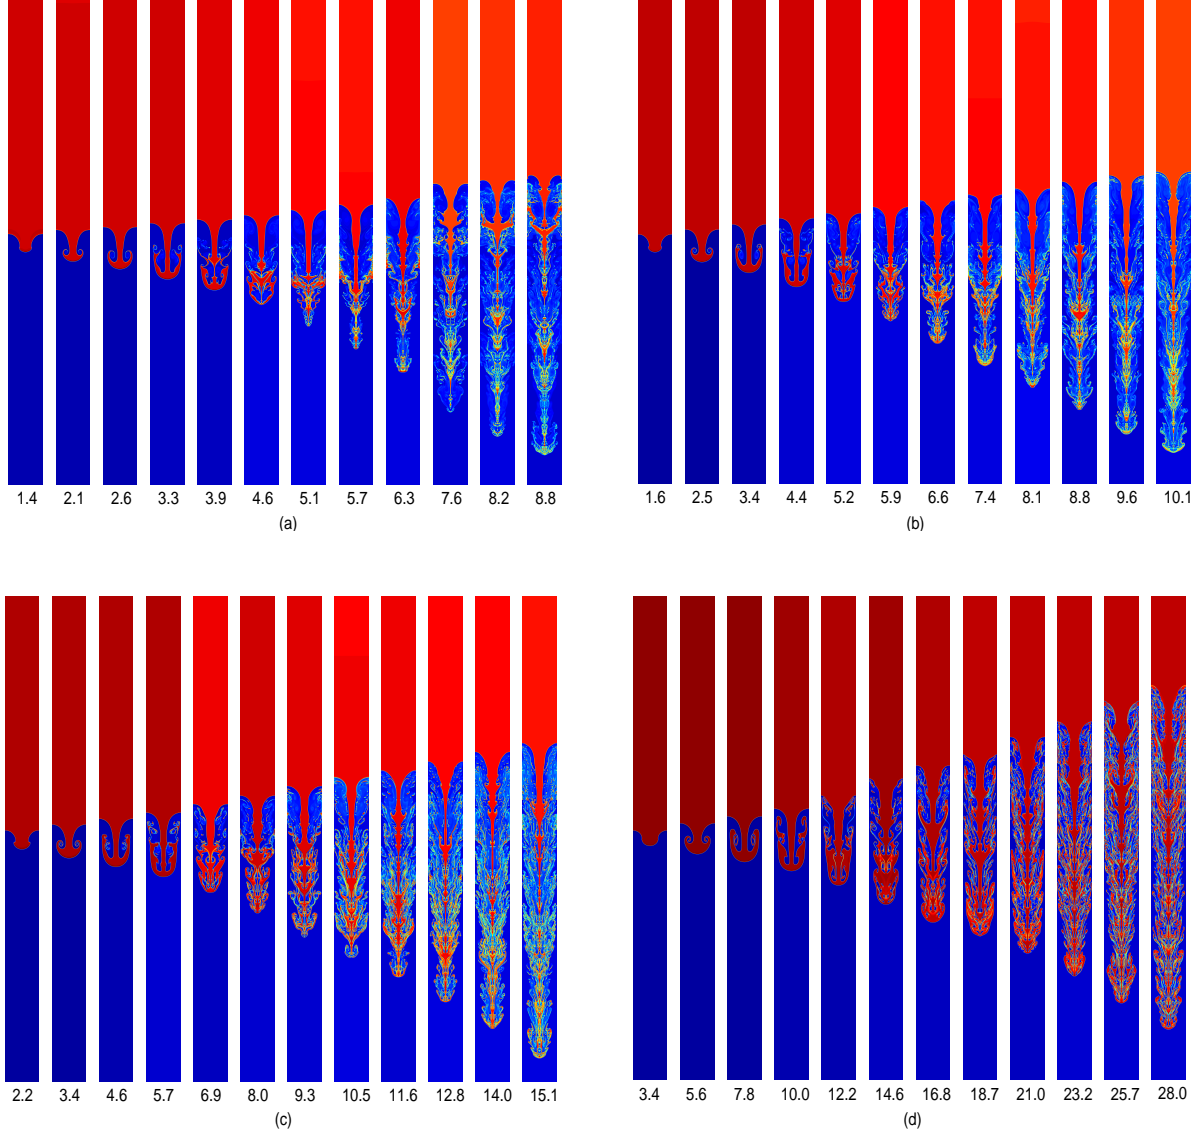 1.4 2.1 2.6 3.3 3.9 4.6 5.1 5.7 6.3 7.6 8.2 8.8
(a)
1.6 2.5 3.4 4.4 5.2 5.9 6.6 7.4 8.1 8.8 9.6 10.1
(b)
2.2 3.4 4.6 5.7 6.9 8.0 9.3 10.5 11.6 12.8 14.0 15.1
(c)
3.4 5.6 7.8 10.0 12.2 14.6 16.8 18.7 21.0 23.2 25.7 28.0
(d)